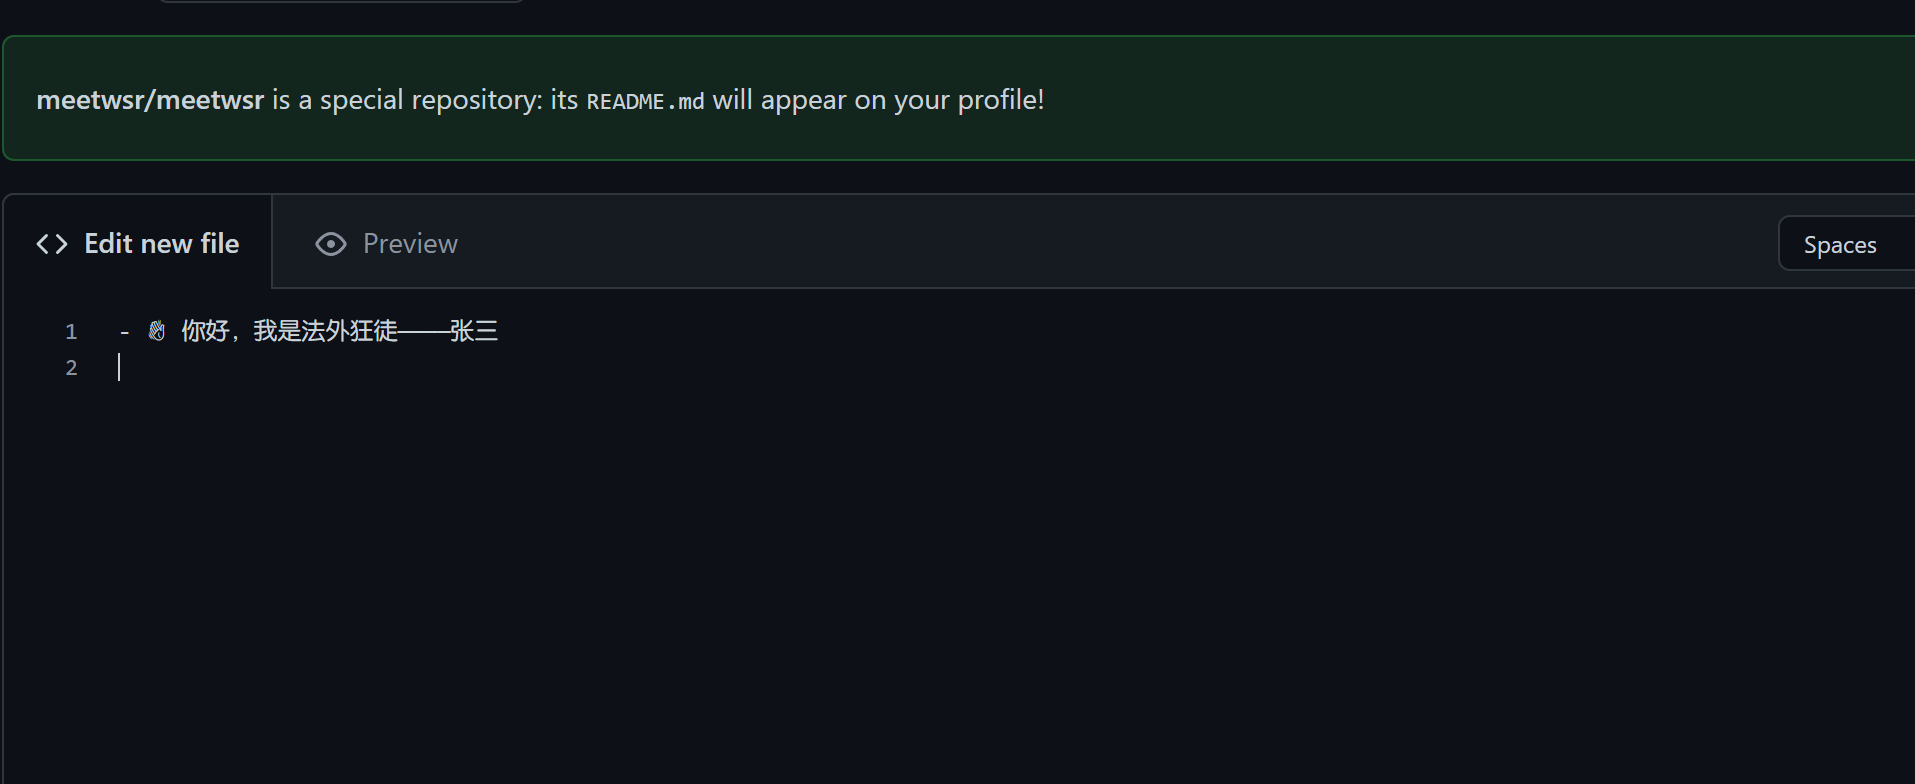 meetwsr/meetwsr is a special repository: its README.md will appear on your profile!
<> Edit new file
Preview
Spaces
1 - 👋 你好，我是法外狂徒——张三
2